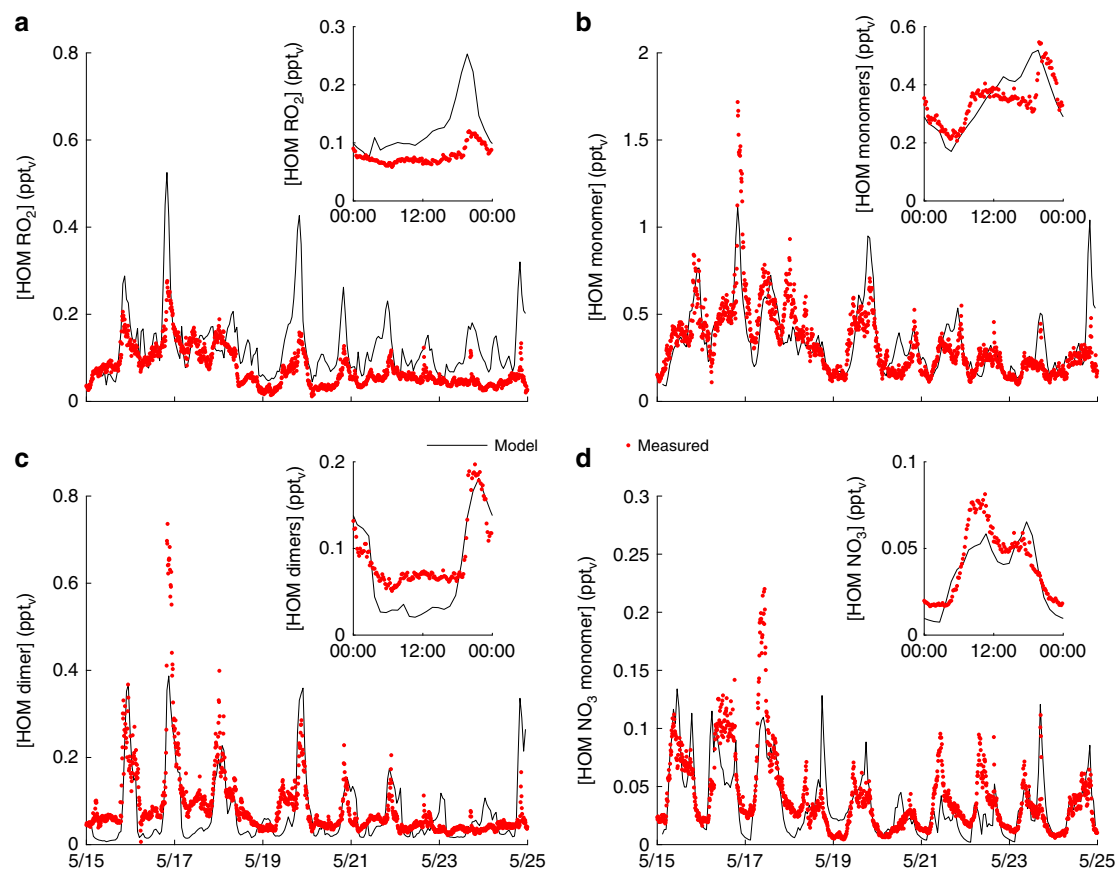 a
[HOM RO2] (pptv)
0.8
0.6
0.4
0.2
0
[HOM RO2] (pptv)
0.3
0.2
0.1
0
00:00 12:00 00:00
b
[HOM monomer] (pptv)
2
1.5
1
0.5
0
[HOM monomers] (pptv)
0.6
0.4
0.2
0
00:00 12:00 00:00
Model
Measured
c
[HOM dimer] (pptv)
0.8
0.6
0.4
0.2
0
5/15 5/17 5/19 5/21 5/23 5/25
[HOM dimers] (pptv)
0.2
0.1
0
00:00 12:00 00:00
d
[HOM NO3 monomer] (pptv)
0.3
0.25
0.2
0.15
0.1
0.05
0
5/15 5/17 5/19 5/21 5/23 5/25
[HOM NO3] (pptv)
0.1
0.05
0
00:00 12:00 00:00